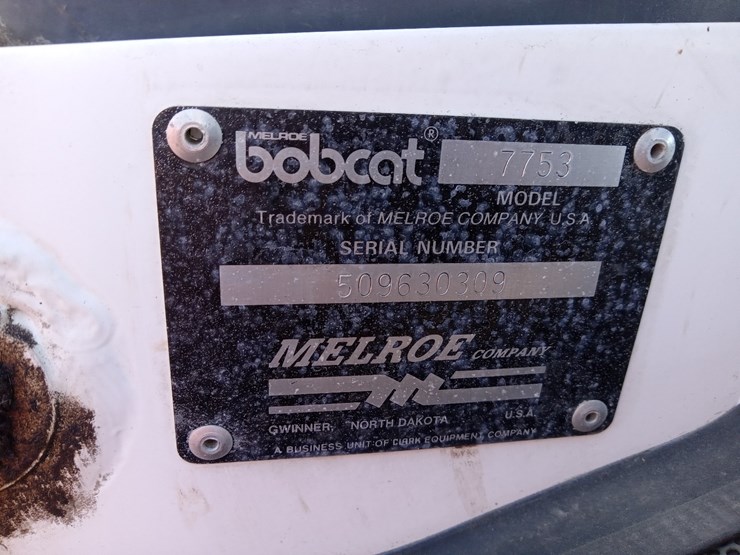 MELROE
bobcat ® 7753
MODEL
Trademark of MELROE COMPANY U.S.A
SERIAL NUMBER
509630309
MELROE COMPANY
GWINNER, NORTH DAKOTA U.S.A.
A BUSINESS UNIT OF CLARK EQUIPMENT COMPANY